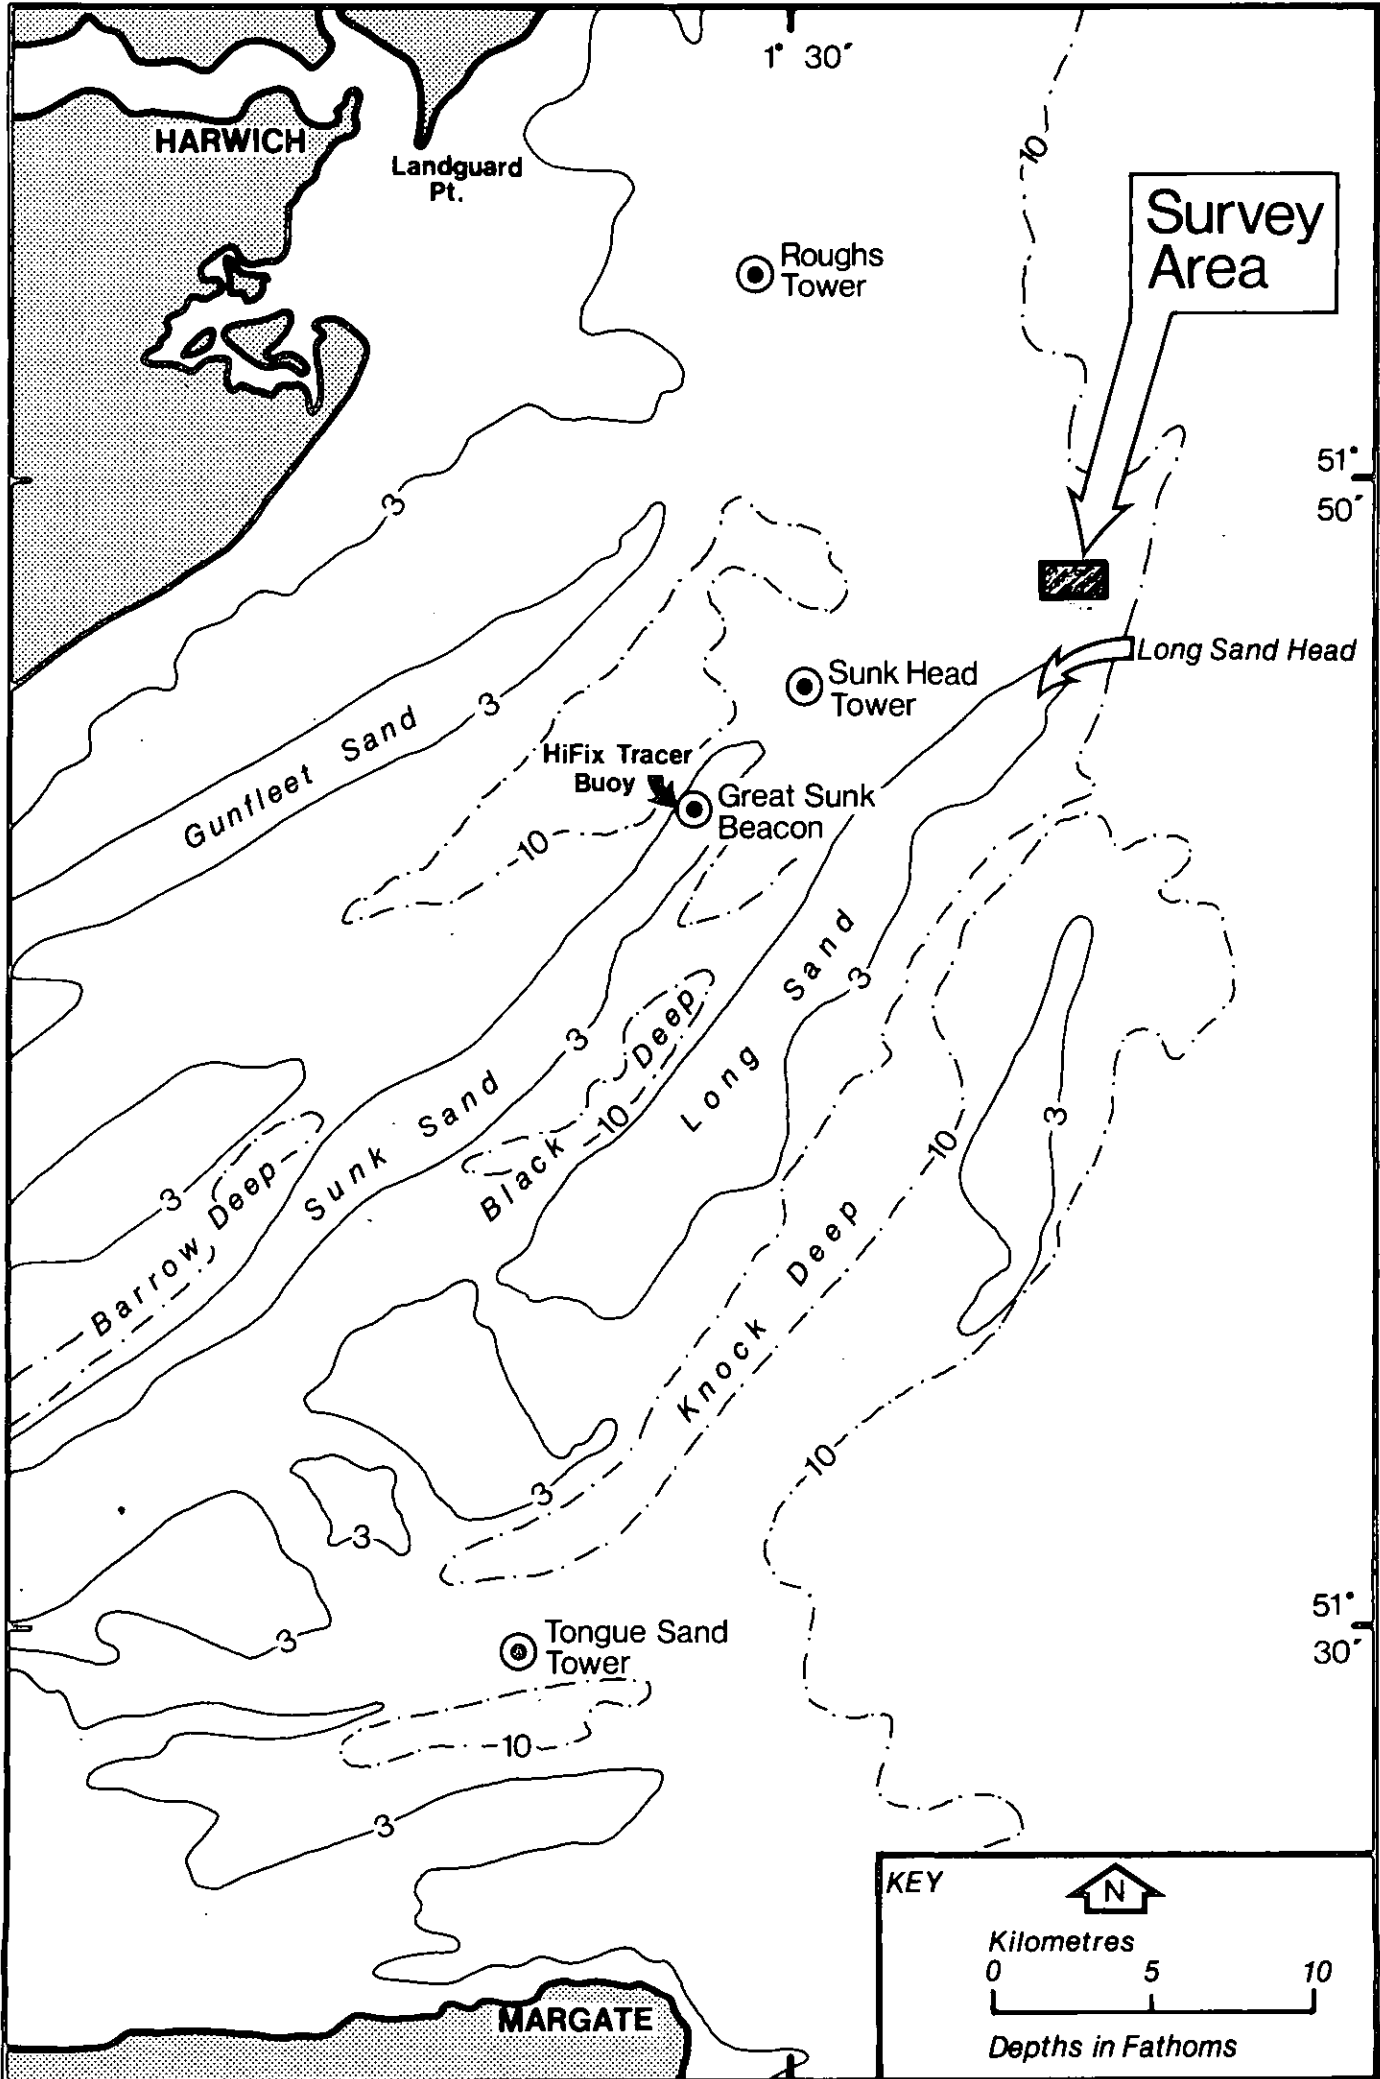 1° 30′
HARWICH
Landguard
Pt.
10
Survey
Area
Roughs
Tower
51°
50′
3
Long Sand Head
Sunk Head
Tower
3
Gunfleet Sand
HiFix Tracer
Buoy
Great Sunk
Beacon
10
Long Sand
3
3
Black Deep
10
Sunk Sand
3
10
3
Barrow Deep
Knock Deep
10
3
3
51°
30′
3
Tongue Sand
Tower
10
3
KEY
N
Kilometres
0 5 10
Depths in Fathoms
MARGATE